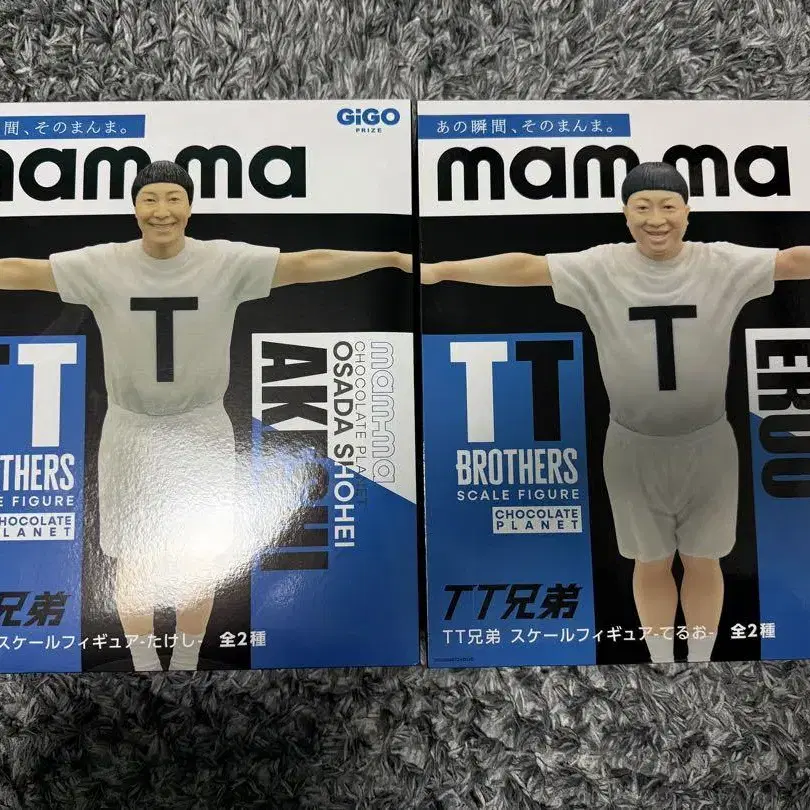 間、そのまんま。
GiGO
PRIZE
mam-ma
T
TT
THERS
E FIGURE
CHOCOLATE
LANET
兄弟
スケールフィギュア-たけし- 全2種
mam-ma
CHOCOLATE PLANET
OSADA SHOHEI
AK
あの瞬間、そのまんま。
mam-ma
T
TT
BROTHERS
SCALE FIGURE
CHOCOLATE
PLANET
TT兄弟
TT兄弟 スケールフィギュア-てるお- 全2種
ERUO